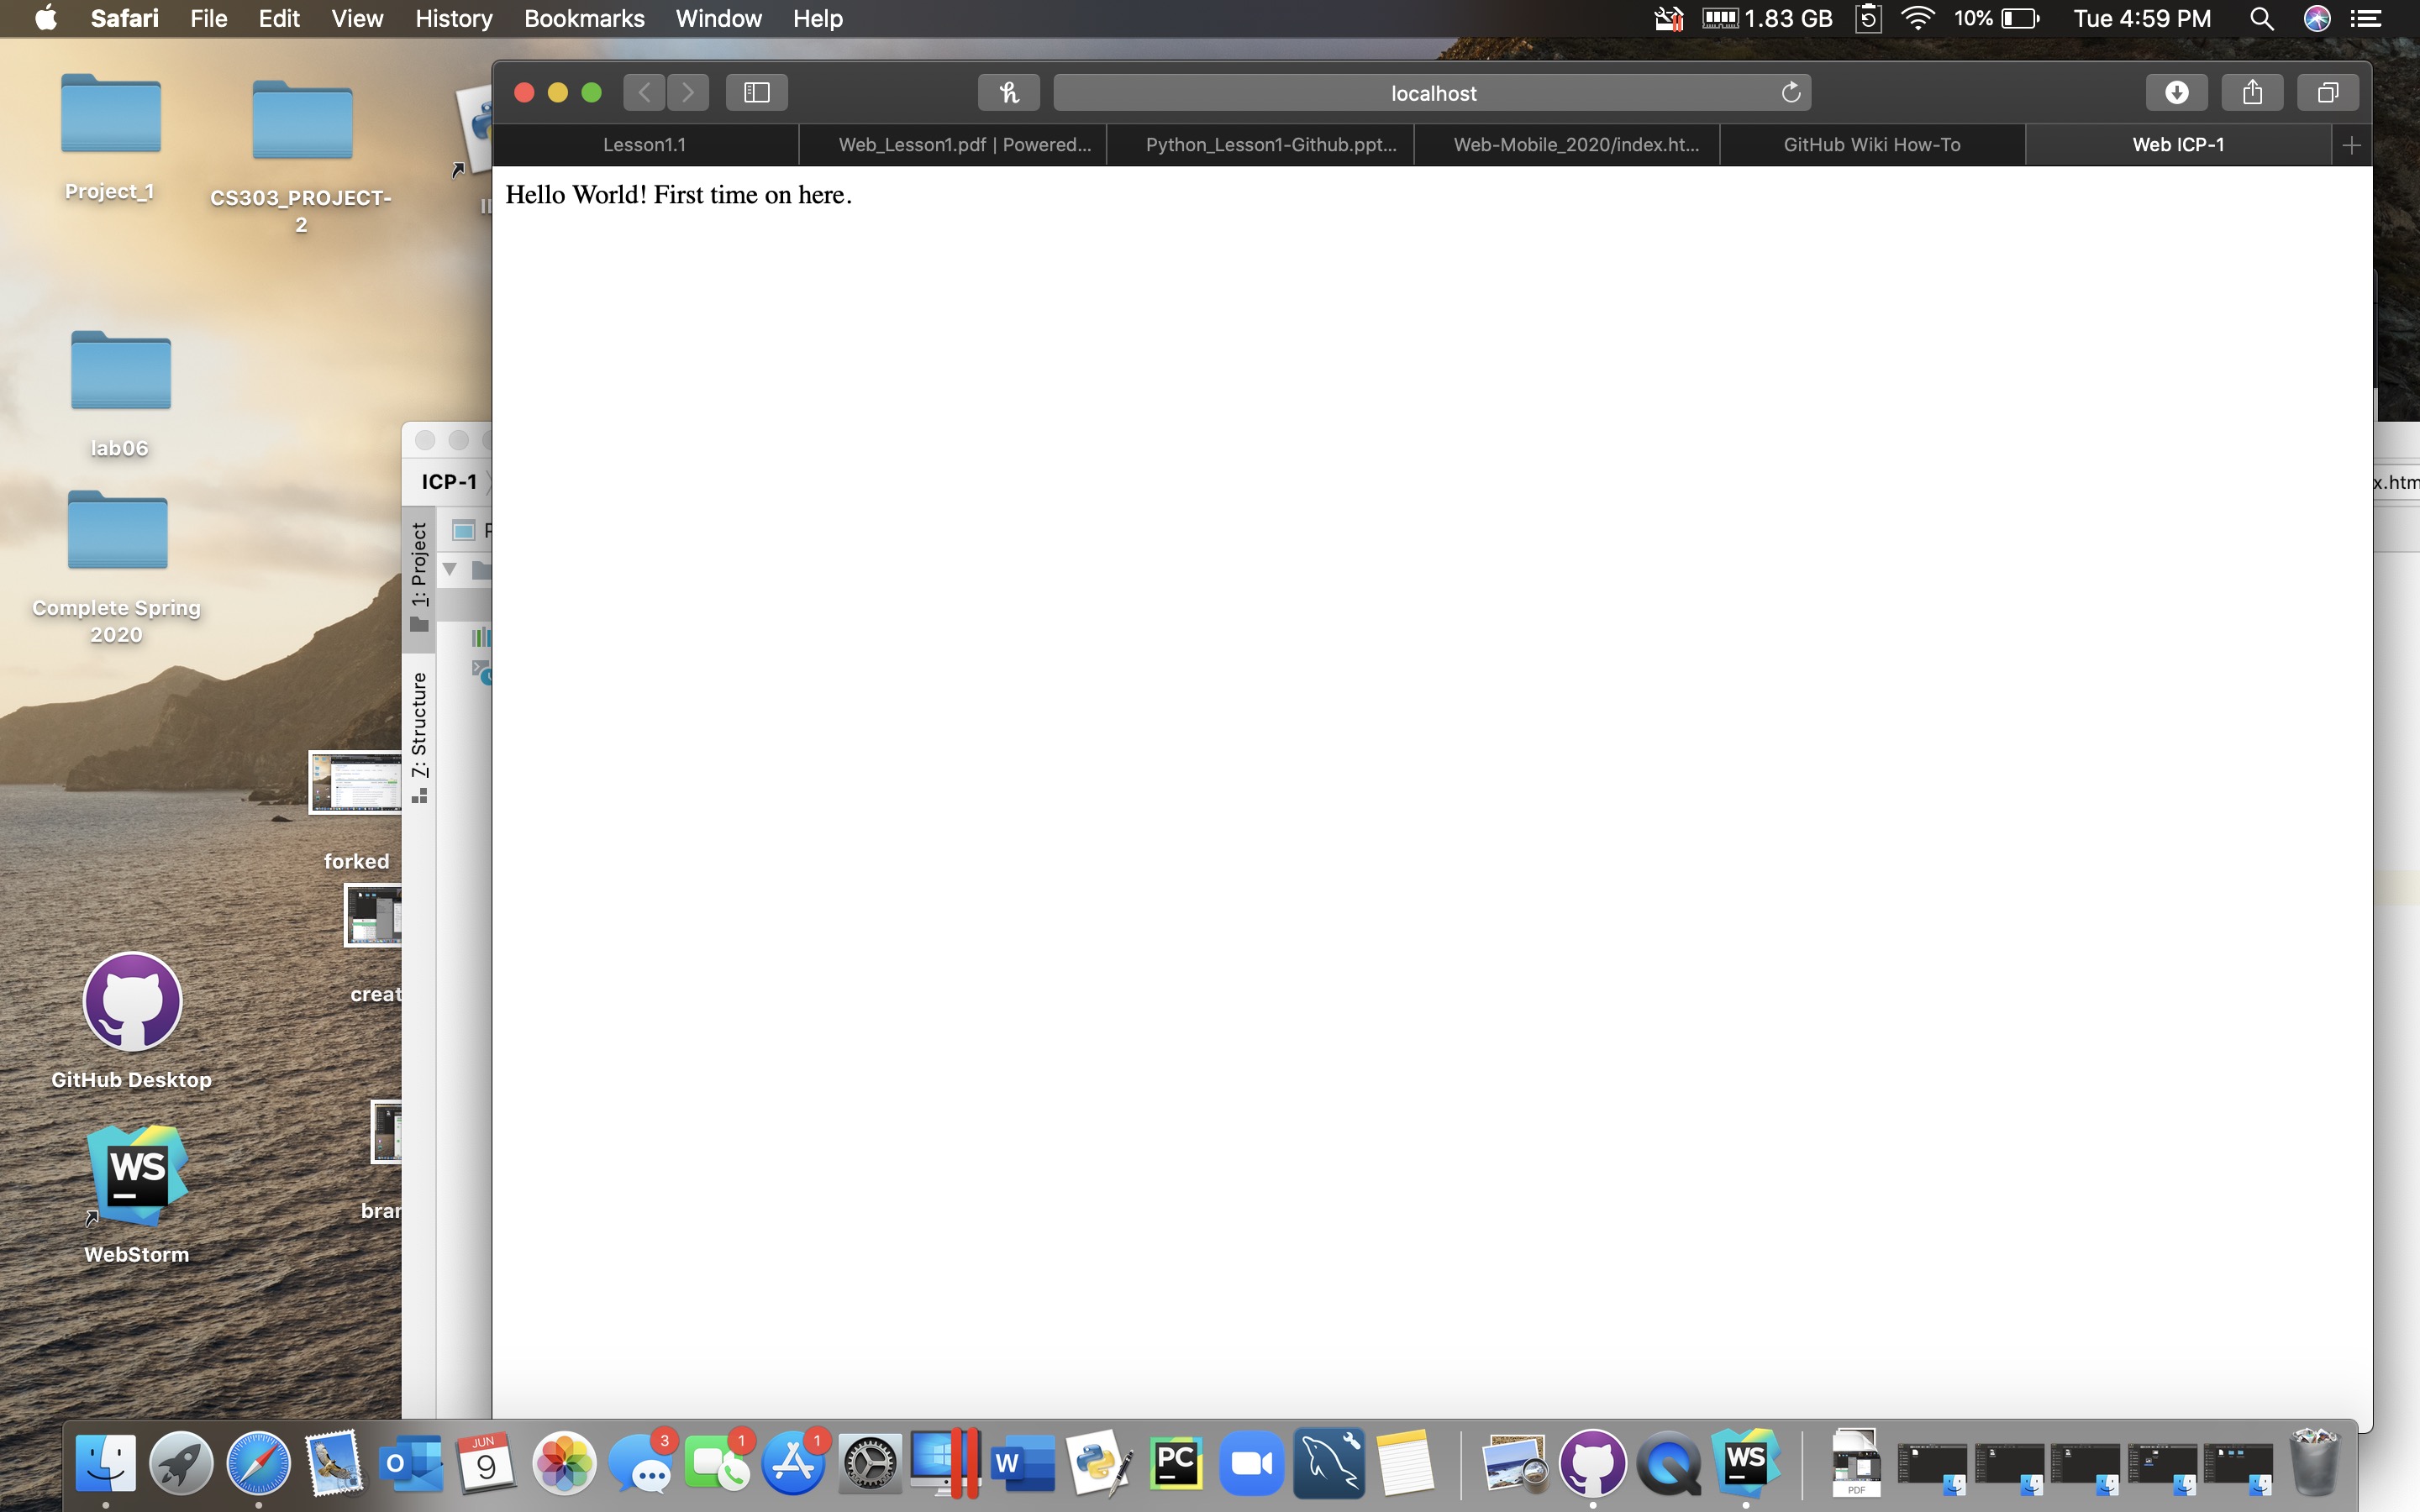 Safari File Edit View History Bookmarks Window Help 1.83 GB 10% Tue 4:59 PM
localhost
Lesson1.1 Web_Lesson1.pdf | Powered... Python_Lesson1-Github.ppt... Web-Mobile_2020/index.ht... GitHub Wiki How-To Web ICP-1
Hello World! First time on here.
Project_1
CS303_PROJECT-
2
lab06
Complete Spring
2020
ICP-1
x.htm
1: Project
7: Structure
forked
creat
GitHub Desktop
bran
WS
WebStorm
JUN
9
3
1
1
O
W
PC
WS
PDF